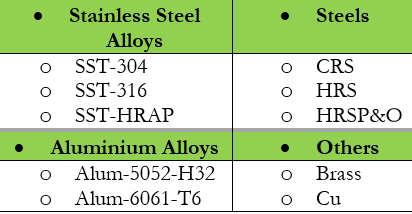 • Stainless Steel
Alloys
• Steels
o SST-304
o SST-316
o SST-HRAP
o CRS
o HRS
o HRSP&O
• Aluminium Alloys
• Others
o Alum-5052-H32
o Alum-6061-T6
o Brass
o Cu